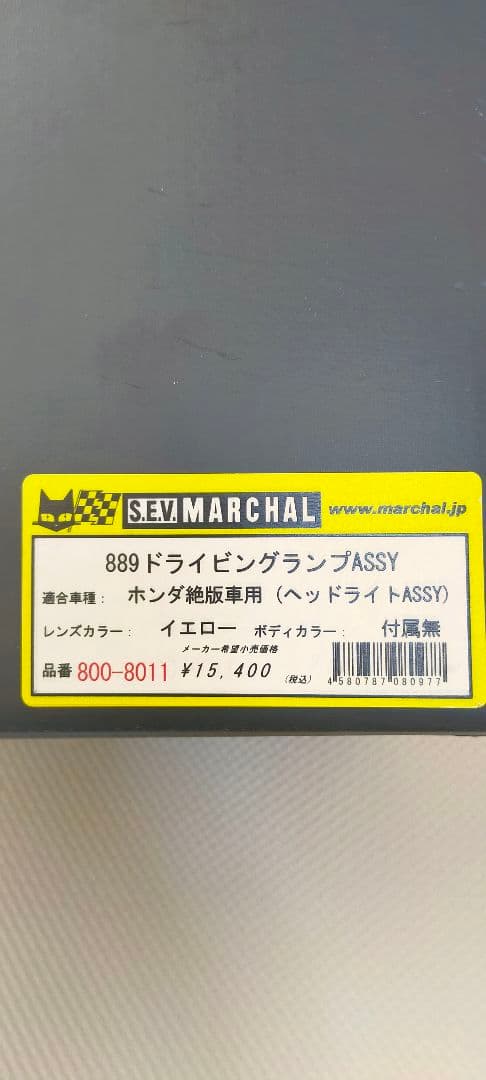 S.E.V. MARCHAL www.marchal.jp
889ドライビングランプASSY
適合車種： ホンダ絶版車用（ヘッドライトASSY）
レンズカラー： イエロー ボディカラー： 付属無
メーカー希望小売価格
品番 800-8011 ¥15,400 (税込) 4580787080977